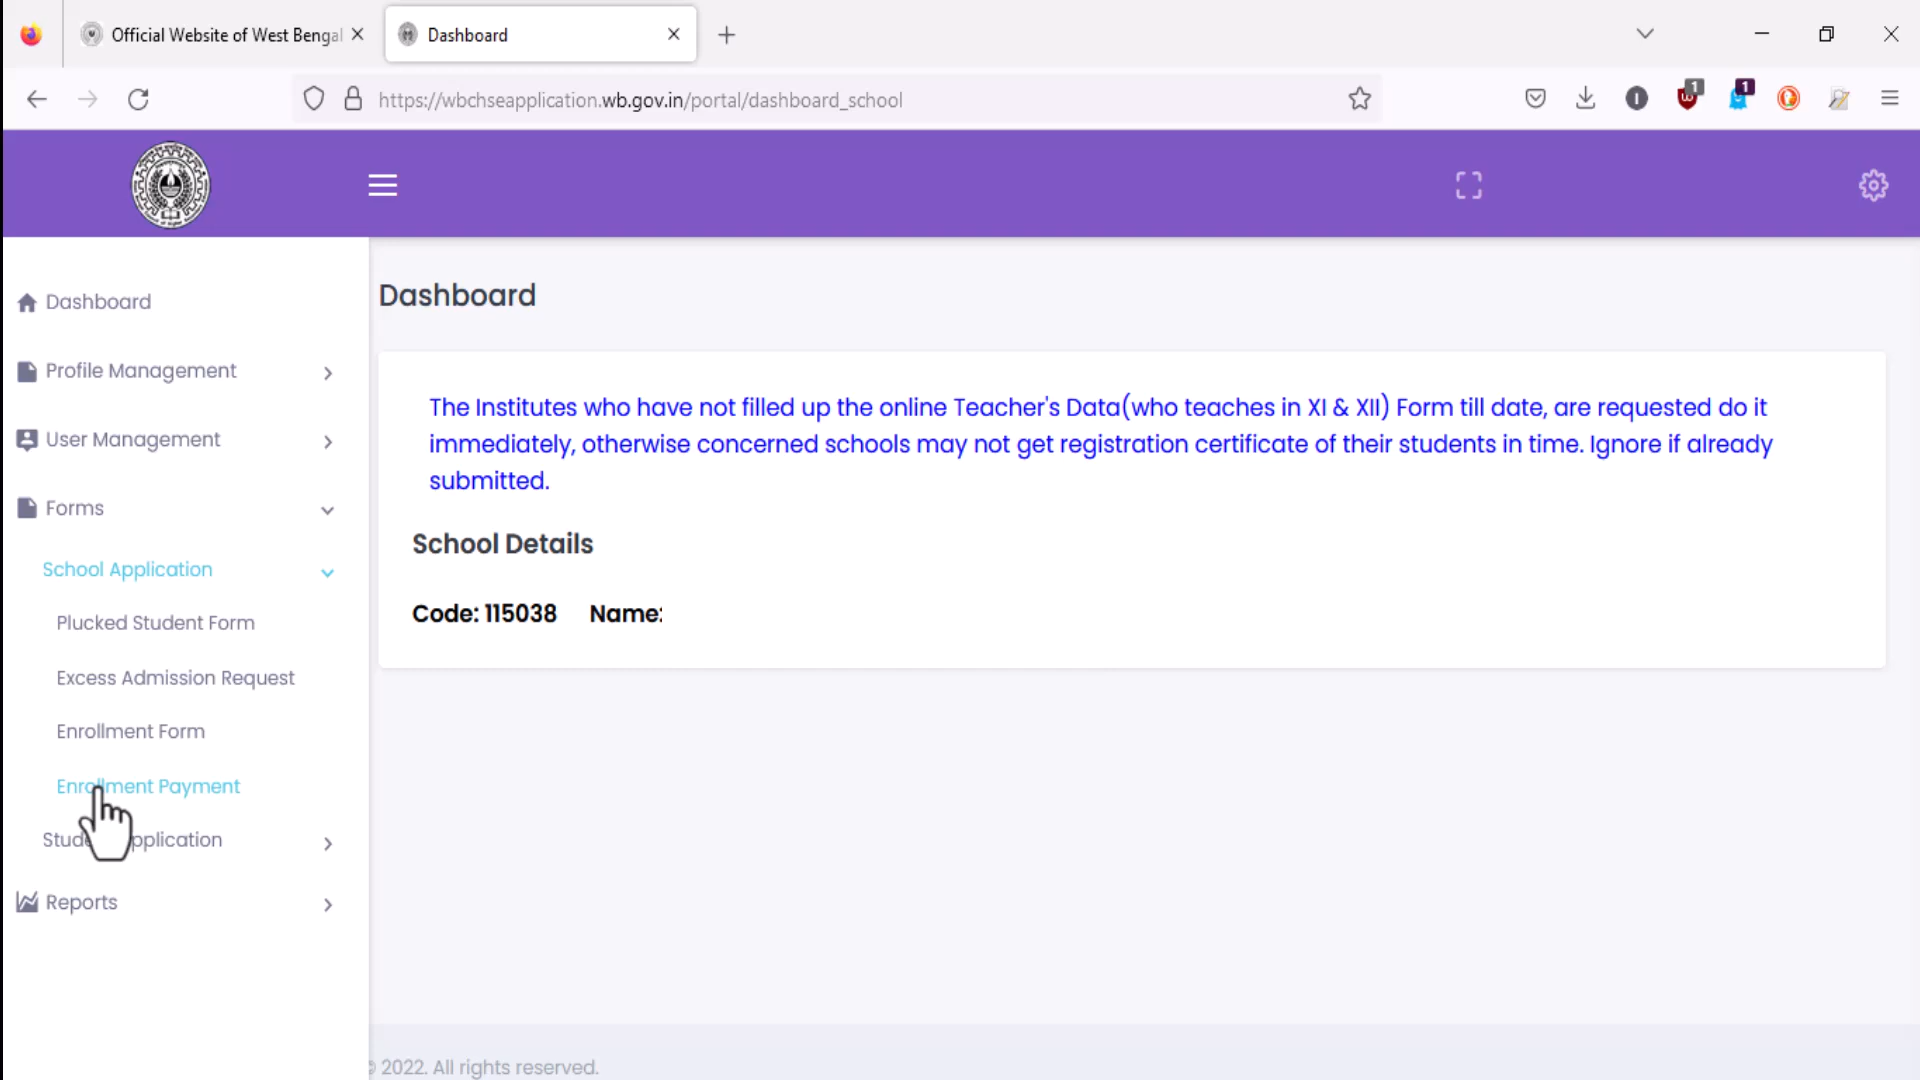 Official Website of West Bengal
Dashboard
https://wbchseapplication.wb.gov.in/portal/dashboard_school
1
1
Dashboard
Profile Management
User Management
Forms
School Application
Plucked Student Form
Excess Admission Request
Enrollment Form
Enrollment Payment
Reports
Dashboard
The Institutes who have not filled up the online Teacher's Data(who teaches in XI & XII) Form till date, are requested do it
immediately, otherwise concerned schools may not get registration certificate of their students in time. Ignore if already
submitted.
School Details
Code: 115038 Name:
2022. All rights reserved.